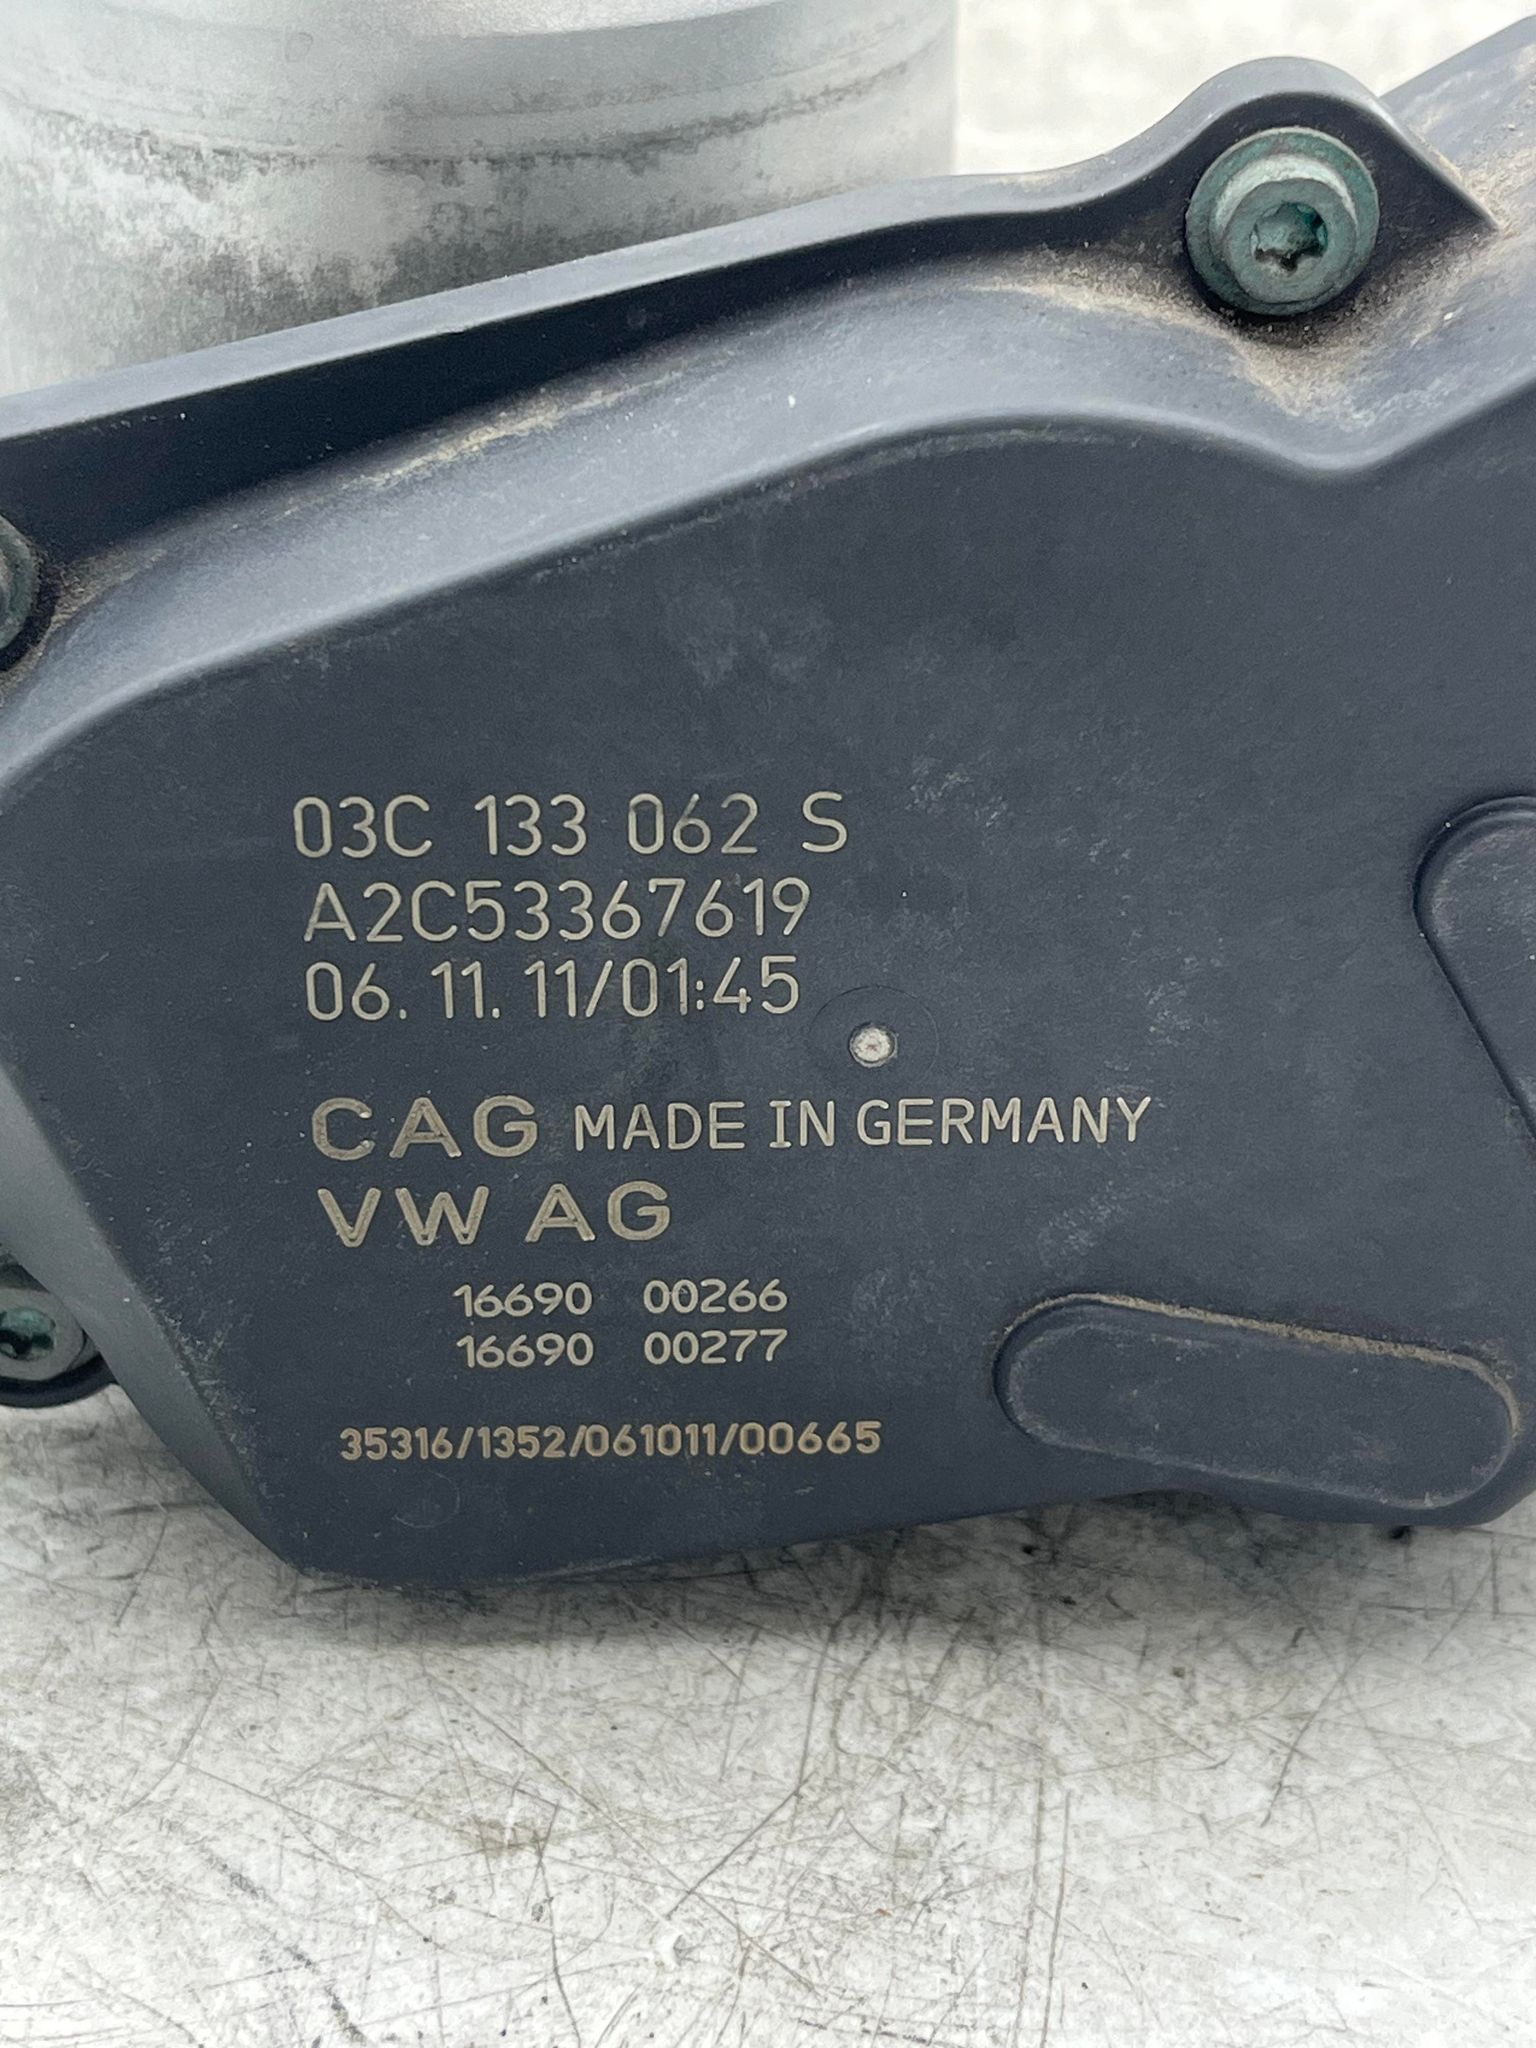 03C 133 062 S
A2C53367619
06.11.11/01:45
CAG MADE IN GERMANY
VW AG
16690 00266
16690 00277
35316/1352/061011/00665